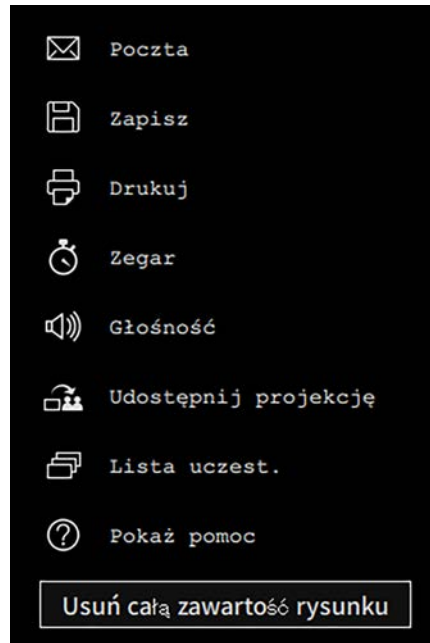 Poczta
Zapisz
Drukuj
Zegar
Głośność
Udostępnij projekcję
Lista uczest.
Pokaż pomoc
Usuń całą zawartość rysunku